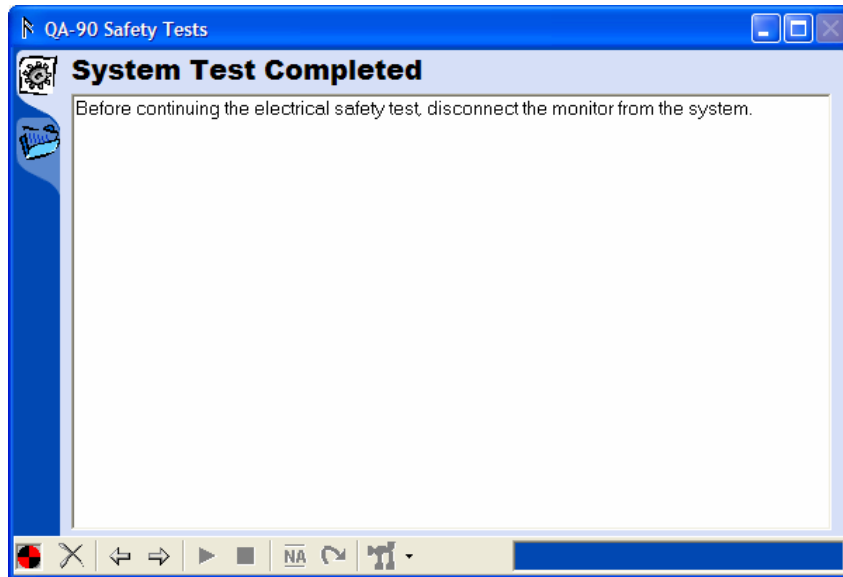 QA-90 Safety Tests
System Test Completed
Before continuing the electrical safety test, disconnect the monitor from the system.
NA